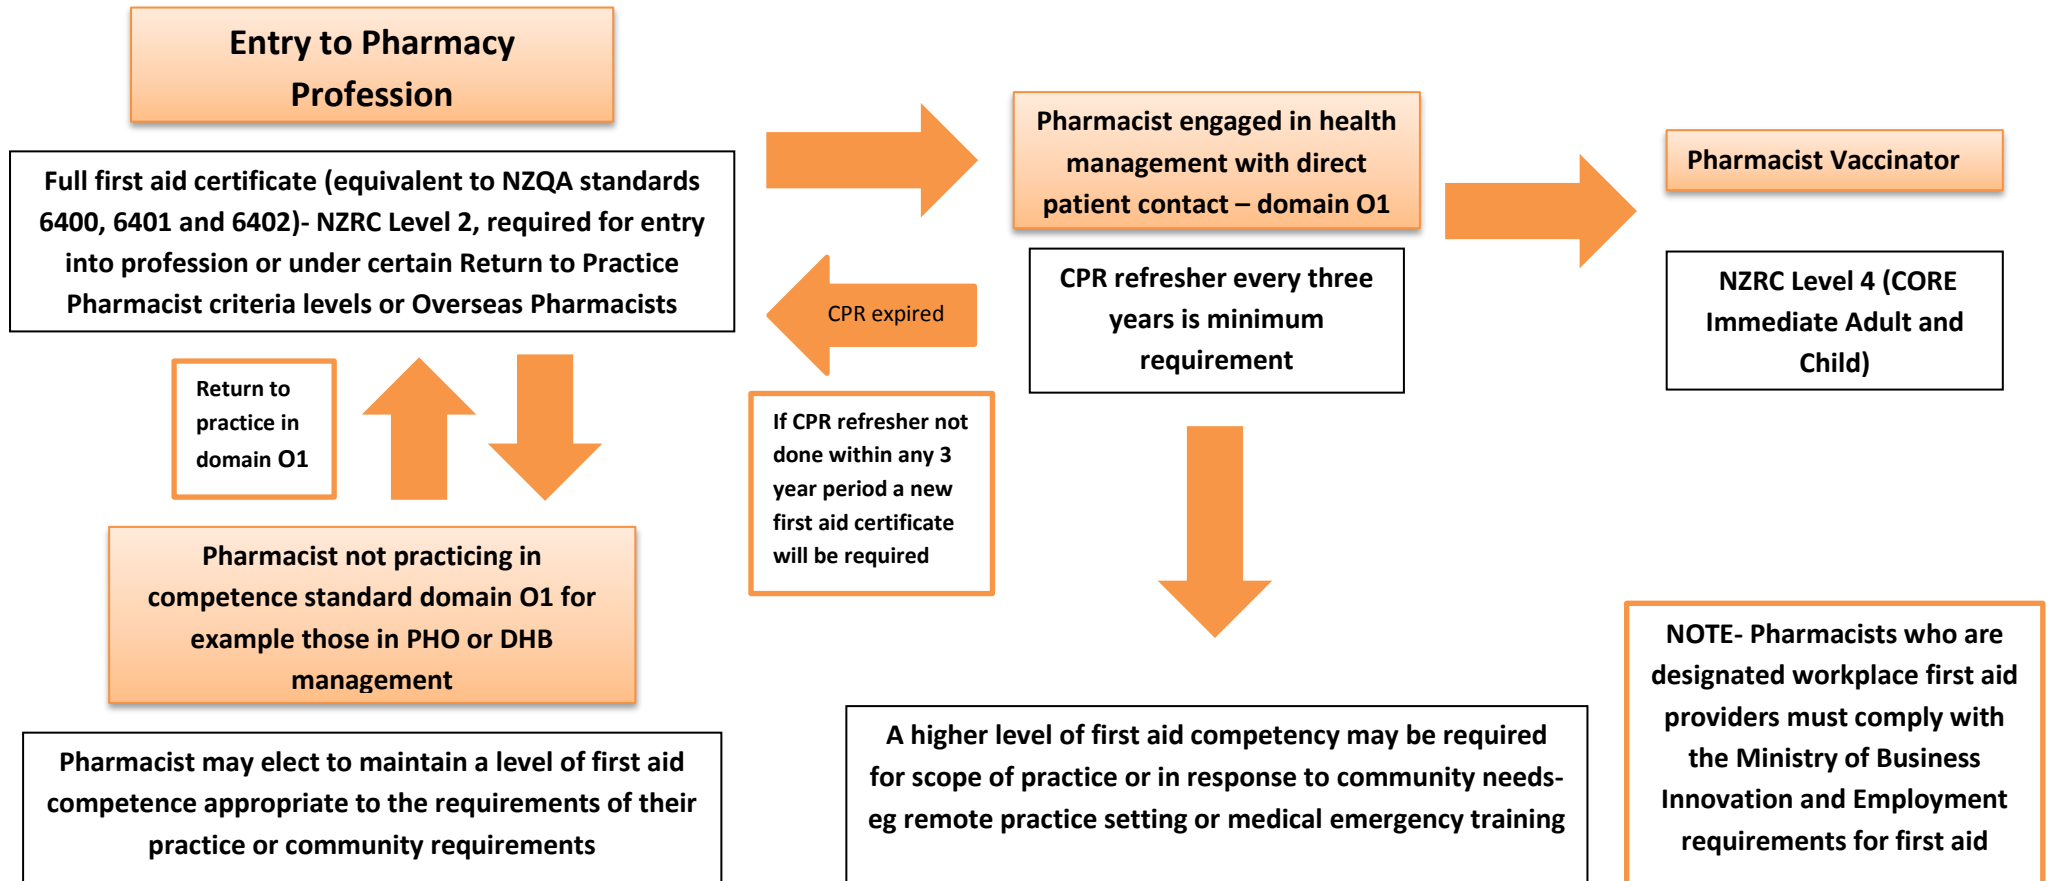 Entry to Pharmacy
Profession
Full first aid certificate (equivalent to NZQA standards
6400, 6401 and 6402)- NZRC Level 2, required for entry
into profession or under certain Return to Practice
Pharmacist criteria levels or Overseas Pharmacists
Pharmacist engaged in health
management with direct
patient contact – domain O1
CPR refresher every three
years is minimum
requirement
Pharmacist Vaccinator
NZRC Level 4 (CORE
Immediate Adult and
Child)
CPR expired
Return to
practice in
domain O1
If CPR refresher not
done within any 3
year period a new
first aid certificate
will be required
Pharmacist not practicing in
competence standard domain O1 for
example those in PHO or DHB
management
Pharmacist may elect to maintain a level of first aid
competence appropriate to the requirements of their
practice or community requirements
A higher level of first aid competency may be required
for scope of practice or in response to community needs-
eg remote practice setting or medical emergency training
NOTE- Pharmacists who are
designated workplace first aid
providers must comply with
the Ministry of Business
Innovation and Employment
requirements for first aid